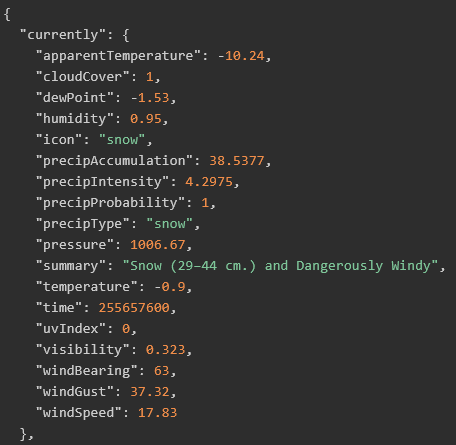 {
"currently": {
"apparentTemperature": -10.24,
"cloudCover": 1,
"dewPoint": -1.53,
"humidity": 0.95,
"icon": "snow",
"precipAccumulation": 38.5377,
"precipIntensity": 4.2975,
"precipProbability": 1,
"precipType": "snow",
"pressure": 1006.67,
"summary": "Snow (29–44 cm.) and Dangerously Windy",
"temperature": -0.9,
"time": 255657600,
"uvIndex": 0,
"visibility": 0.323,
"windBearing": 63,
"windGust": 37.32,
"windSpeed": 17.83
},